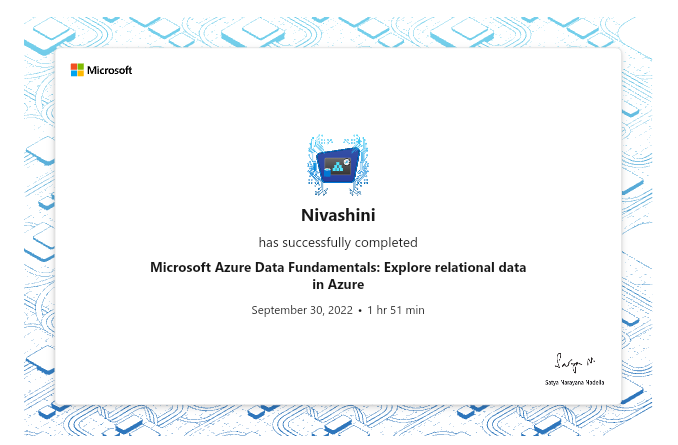 Microsoft
Nivashini
has successfully completed
Microsoft Azure Data Fundamentals: Explore relational data
in Azure
September 30, 2022 • 1 hr 51 min
Satya N.
Satya Narayana Nadella